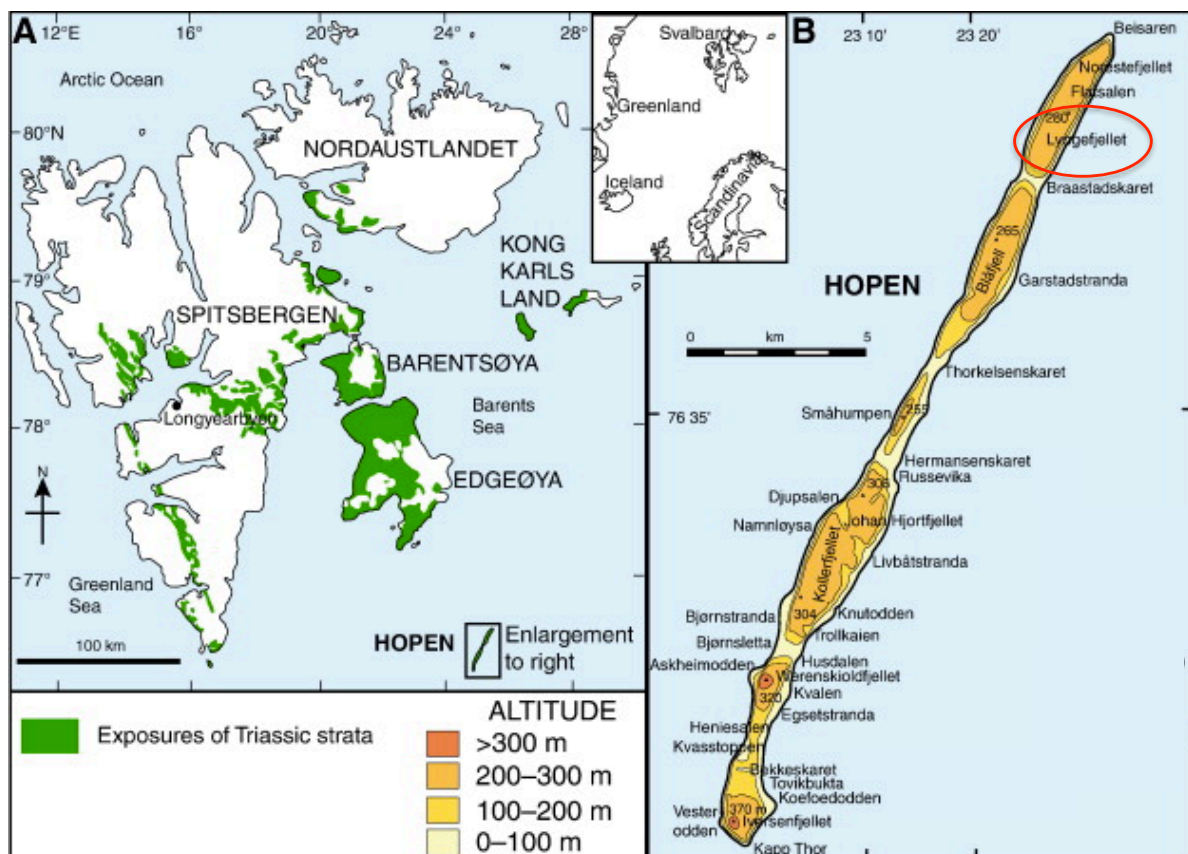 A
12°E
16°
20°
24°
28°
Arctic Ocean
80°N
79°
78°
77°
NORDAUSTLANDET
KONG
KARLS
LAND
SPITSBERGEN
BARENTSØYA
Longyearbyen
Barents
Sea
EDGEØYA
N
Greenland
Sea
100 km
HOPEN
Enlargement
to right
Exposures of Triassic strata
ALTITUDE
>300 m
200–300 m
100–200 m
0–100 m
Svalbard
Greenland
Iceland
Scandinavia
B
23 10
23 20
Beisaren
Norestefjellet
Flatsalen
280
Lyngefjellet
Braastadskaret
265
Blåfjell
HOPEN
Garstadstranda
0
km
5
Thorkelsenskaret
76 35'
Småhumpen
255
Hermansenskaret
306
Russevika
Djupsalen
Namnløysa
Johan Hjortfjellet
Kollerfjellet
Livbåtstranda
Bjørnstranda
304
Knutodden
Bjørnsletta
Trollkaien
Askheimodden
Husdalen
Werenskioldfjellet
320
Kvalen
Egsetstranda
Heniesalen
Kvasstoppen
Bekkeskaret
Tovikbukta
Koefoedodden
Vester
odden
370 m
Iversenfjellet
Kapp Thor